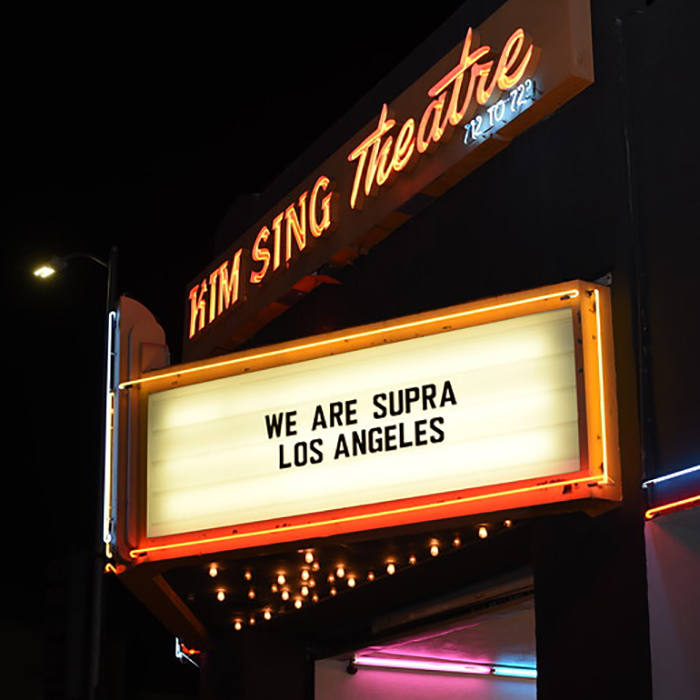 KIM SING Theatre
712 TO 722
WE ARE SUPRA
LOS ANGELES